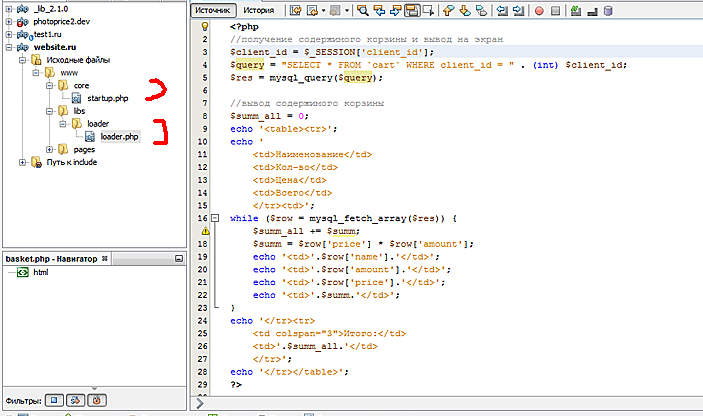 _lib_2.1.0
photoprice2.dev
test1.ru
website.ru
Исходные файлы
www
core
startup.php
libs
loader
loader.php
pages
Путь к include
basket.php - Навигатор
html
Фильтры:
Источник История
1 <?php
2 //получение содержимого корзины и вывод на экран
3 $client_id = $_SESSION['client_id'];
4 $query = "SELECT * FROM `cart` WHERE client_id = " . (int) $client_id;
5 $res = mysql_query($query);
6
7 //вывод содержимого корзины
8 $summ_all = 0;
9 echo '<table><tr>';
10 echo '
11 <td>Наименование</td>
12 <td>Кол-во</td>
13 <td>Цена</td>
14 <td>Всего</td>
15 </tr><td>';
16 while ($row = mysql_fetch_array($res)) {
$summ_all += $summ;
18 $summ = $row['price'] * $row['amount'];
19 echo '<td>'.$row['name'].'</td>';
20 echo '<td>'.$row['amount'].'</td>';
21 echo '<td>'.$row['price'].'</td>';
22 echo '<td>'.$summ.'</td>';
23 }
24 echo '</tr><tr>
25 <td colspan="3">Итого:</td>
26 <td>'.$summ_all.'</td>
27 </tr>';
28 echo '</tr></table>';
29 ?>